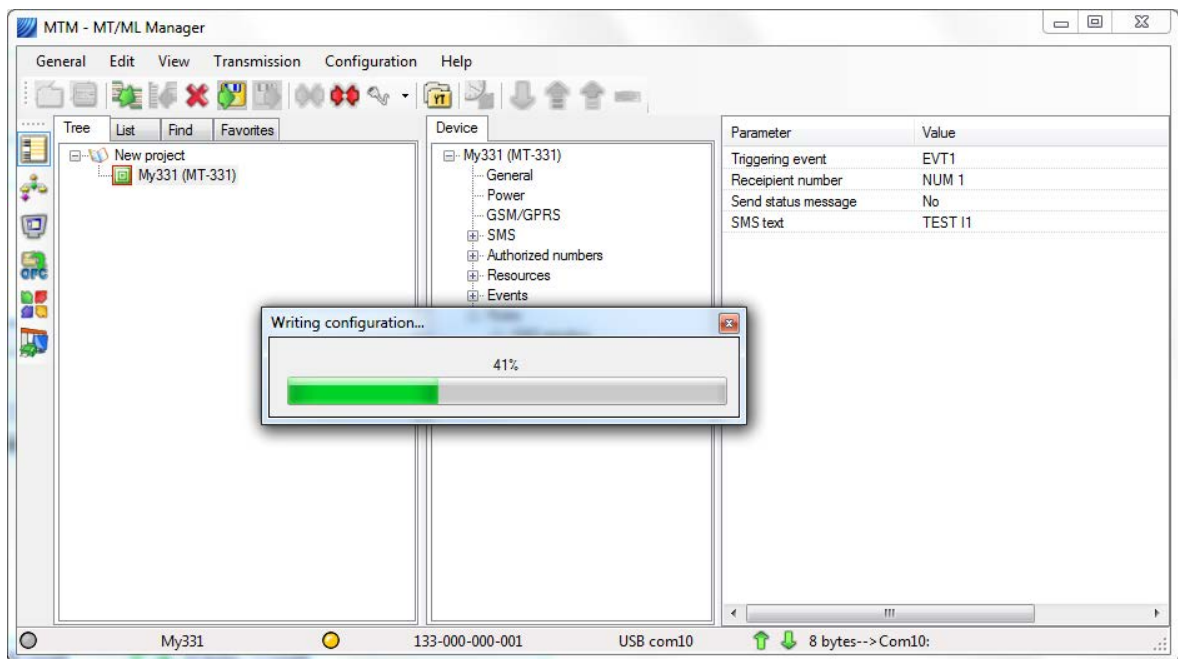 MTM - MT/ML Manager
General Edit View Transmission Configuration Help
Tree List Find Favorites
New project
My331 (MT-331)
Device
My331 (MT-331)
General
Power
GSM/GPRS
SMS
Authorized numbers
Resources
Events
Parameter Value
Triggering event EVT1
Receipient number NUM 1
Send status message No
SMS text TEST I1
Writing configuration...
41%
My331 133-000-000-001 USB com10 8 bytes-->Com10: